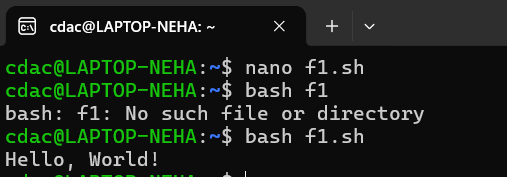 cdac@LAPTOP-NEHA: ~
cdac@LAPTOP-NEHA:~$ nano f1.sh
cdac@LAPTOP-NEHA:~$ bash f1
bash: f1: No such file or directory
cdac@LAPTOP-NEHA:~$ bash f1.sh
Hello, World!